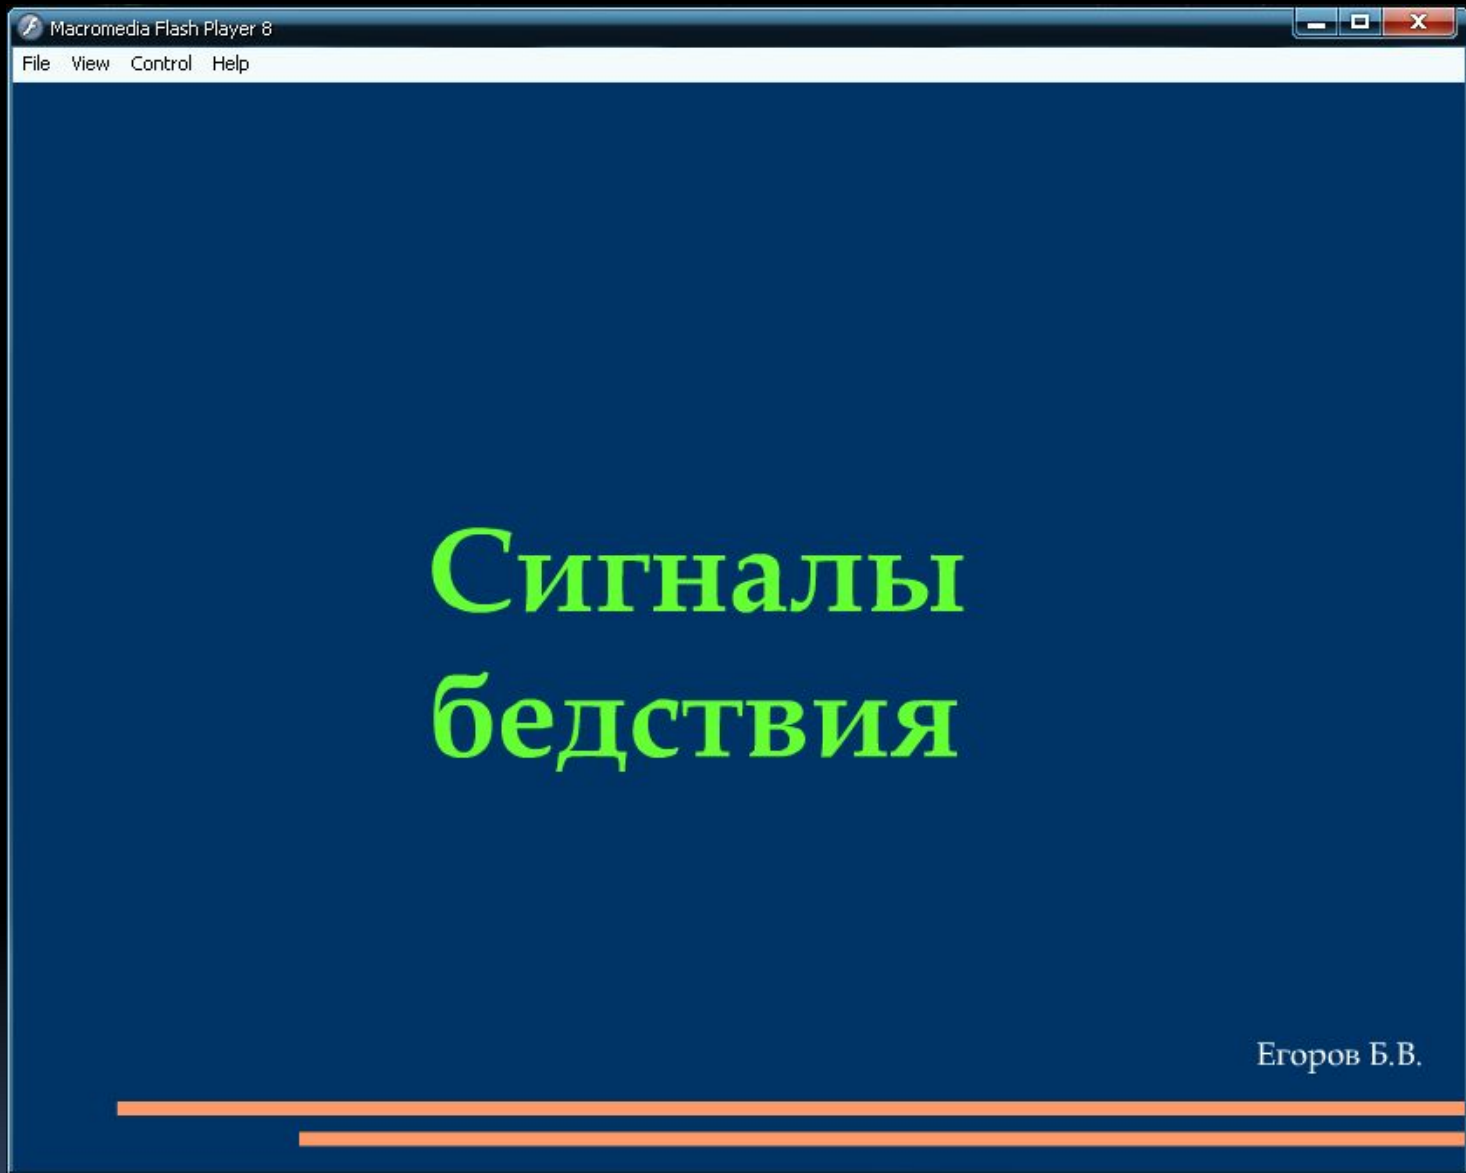 Macromedia Flash Player 8
File View Control Help
Сигналы
бедствия
Егоров Б.В.